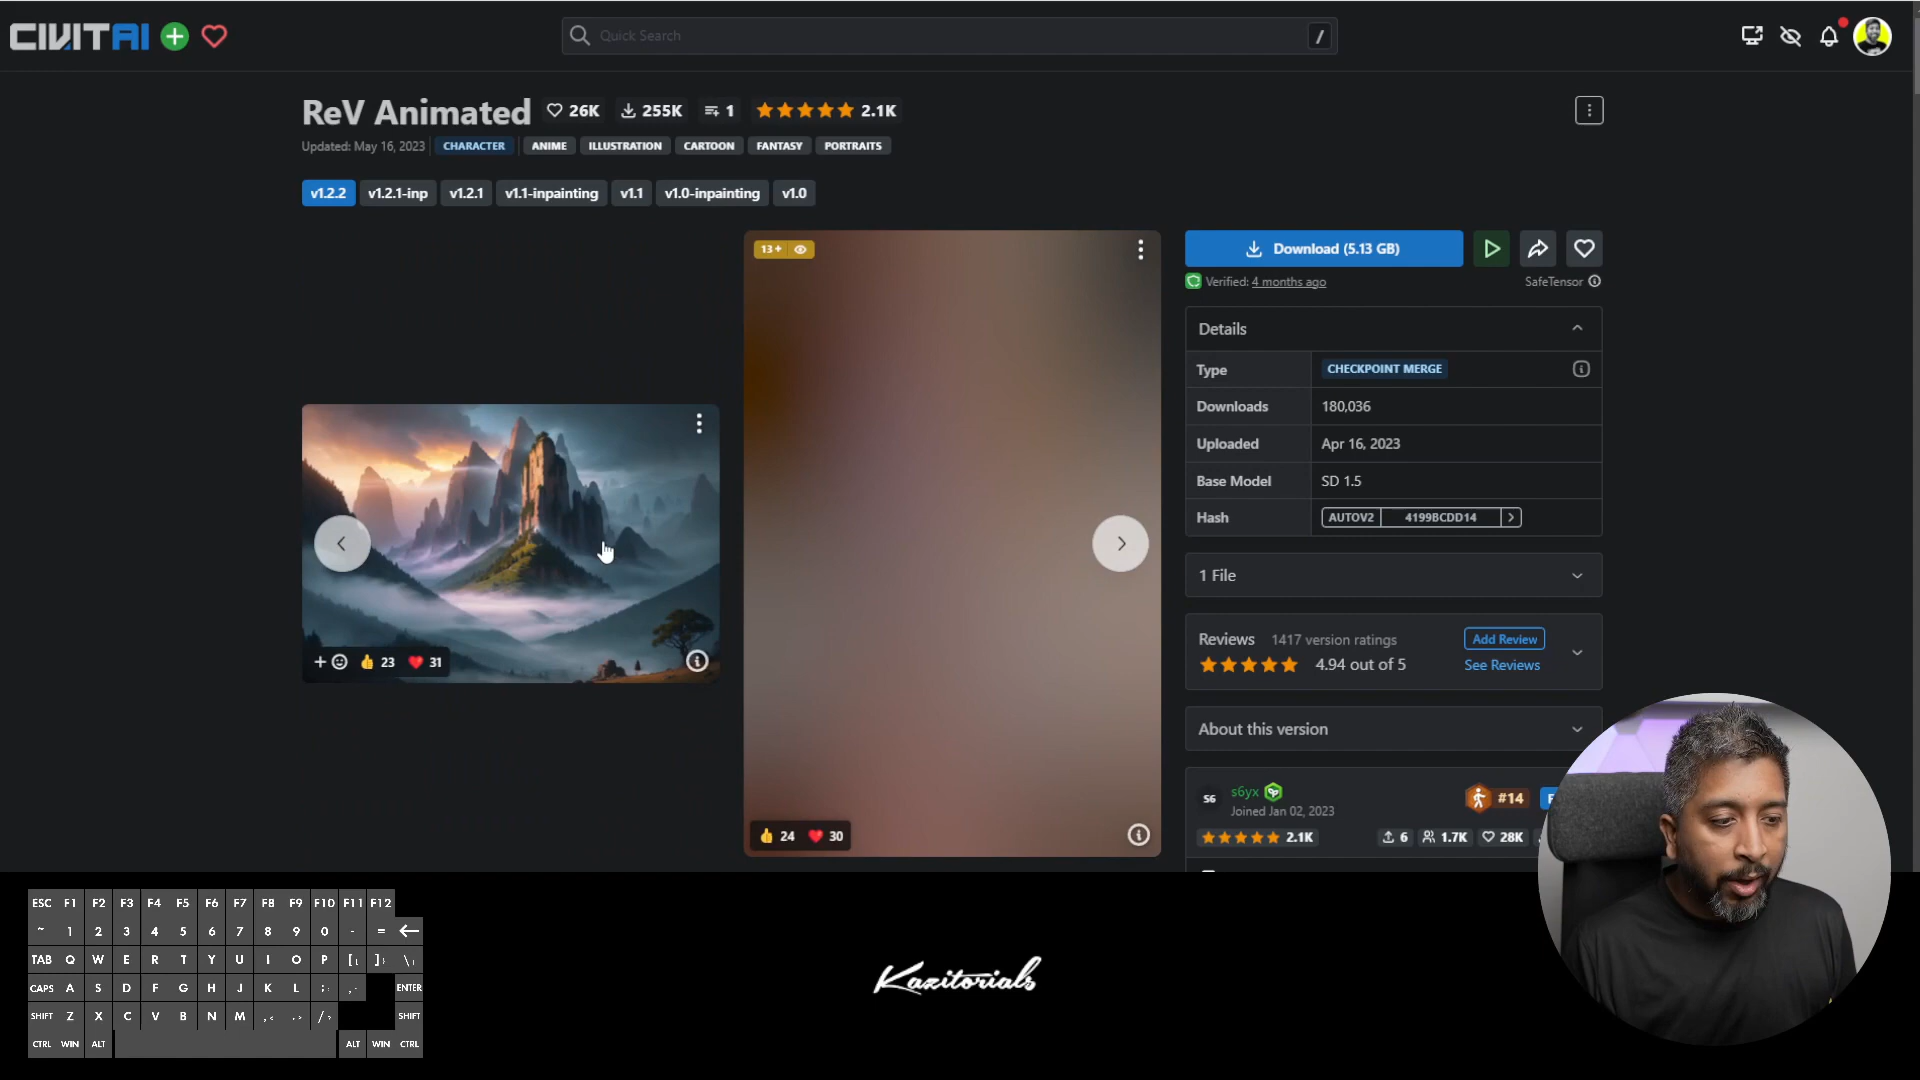 CIVITAI
Quick Search
/
ReV Animated
26K
255K
1
2.1K
Updated: May 16, 2023
CHARACTER
ANIME
ILLUSTRATION
CARTOON
FANTASY
PORTRAITS
v1.2.2
v1.2.1-inp
v1.2.1
v1.1-inpainting
v1.1
v1.0-inpainting
v1.0
13+
Download (5.13 GB)
Verified: 4 months ago
SafeTensor
Details
Type
CHECKPOINT MERGE
Downloads
180,036
Uploaded
Apr 16, 2023
Base Model
SD 1.5
Hash
AUTOV2
4199BCDD14
1 File
Reviews
1417 version ratings
Add Review
4.94 out of 5
See Reviews
About this version
23
31
24
30
S6
s6yx
Joined Jan 02, 2023
#14
2.1K
6
1.7K
28K
ESC F1 F2 F3 F4 F5 F6 F7 F8 F9 F10 F11 F12
~ 1 2 3 4 5 6 7 8 9 0 - =
TAB Q W E R T Y U I O P [ ] \
CAPS A S D F G H J K L ; ENTER
SHIFT Z X C V B N M , . / SHIFT
CTRL WIN ALT ALT WIN CTRL
Kazitorials